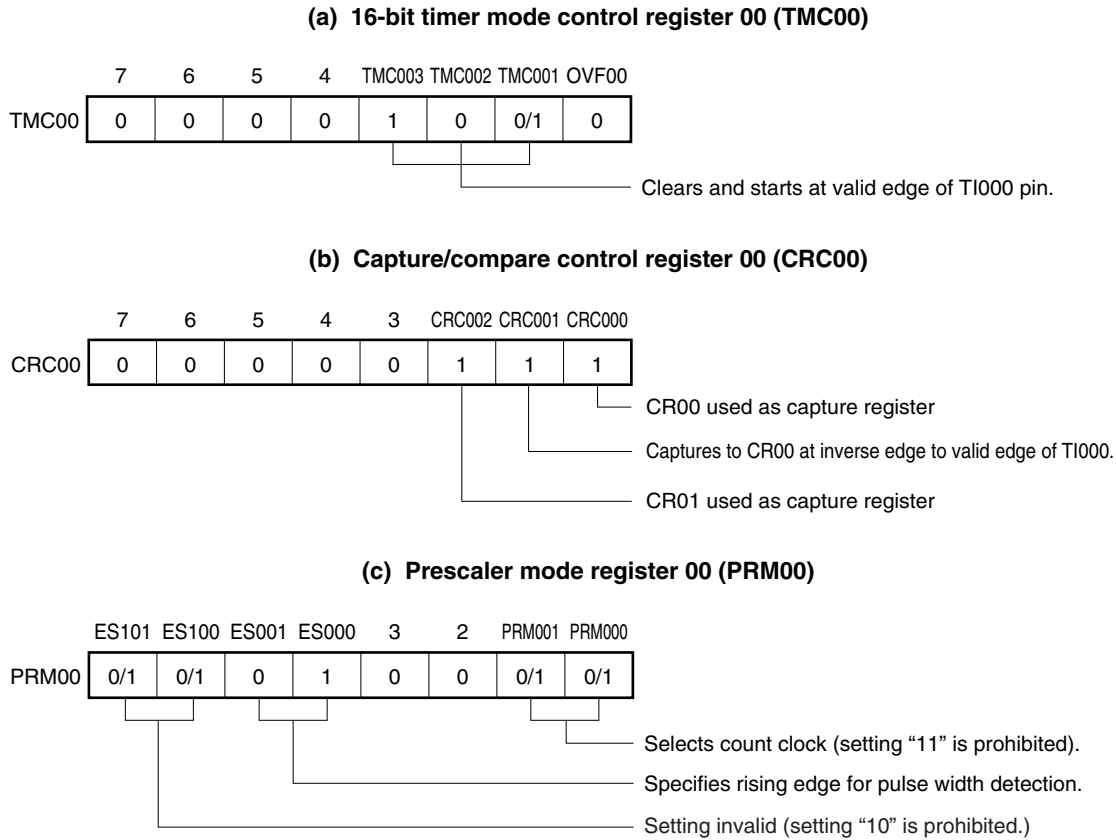 (a) 16-bit timer mode control register 00 (TMC00)
7 6 5 4 TMC003 TMC002 TMC001 OVF00
TMC00 0 0 0 0 1 0 0/1 0
Clears and starts at valid edge of TI000 pin.
(b) Capture/compare control register 00 (CRC00)
7 6 5 4 3 CRC002 CRC001 CRC000
CRC00 0 0 0 0 0 1 1 1
CR00 used as capture register
Captures to CR00 at inverse edge to valid edge of TI000.
CR01 used as capture register
(c) Prescaler mode register 00 (PRM00)
ES101 ES100 ES001 ES000 3 2 PRM001 PRM000
PRM00 0/1 0/1 0 1 0 0 0/1 0/1
Selects count clock (setting “11” is prohibited).
Specifies rising edge for pulse width detection.
Setting invalid (setting “10” is prohibited.)